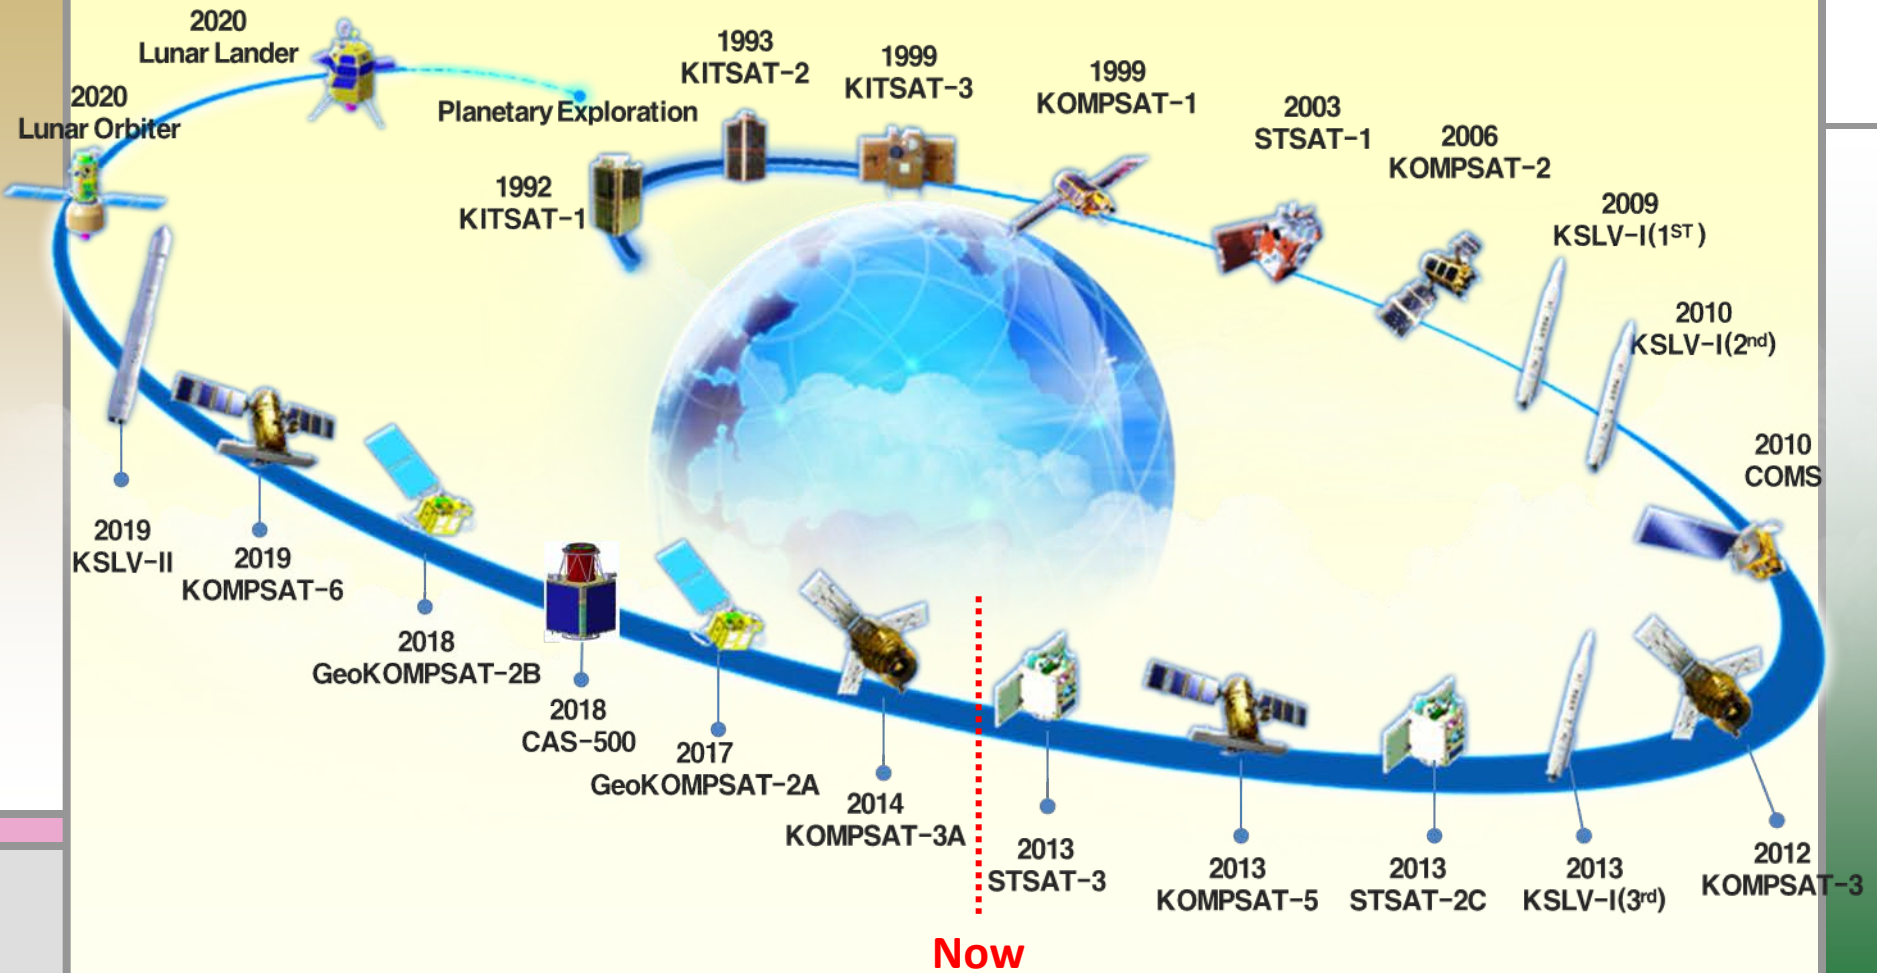 2020
Lunar Lander
2020
Lunar Orbiter
Planetary Exploration
1992
KITSAT-1
1993
KITSAT-2
1999
KITSAT-3
1999
KOMPSAT-1
2003
STSAT-1
2006
KOMPSAT-2
2009
KSLV-I(1ST)
2010
KSLV-I(2nd)
2010
COMS
2012
KOMPSAT-3
2013
KSLV-I(3rd)
2013
STSAT-2C
2013
KOMPSAT-5
2013
STSAT-3
Now
2014
KOMPSAT-3A
2017
GeoKOMPSAT-2A
2018
CAS-500
2018
GeoKOMPSAT-2B
2019
KOMPSAT-6
2019
KSLV-II